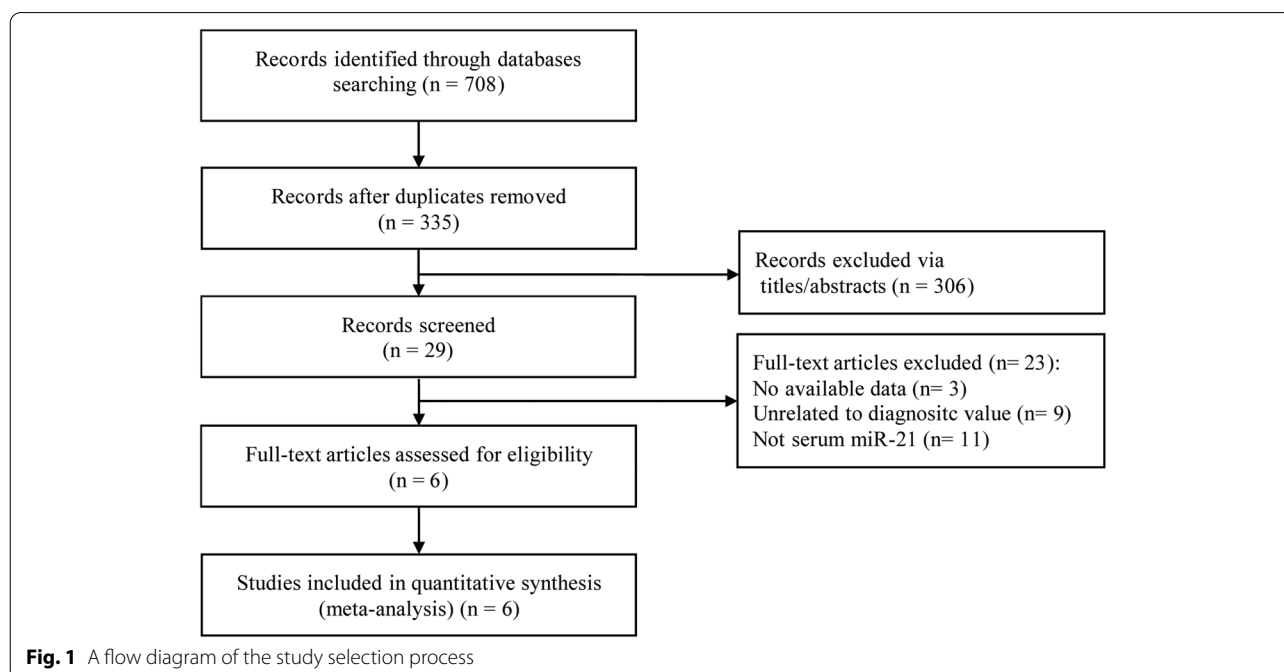 Records identified through databases
searching (n = 708)
Records after duplicates removed
(n = 335)
Records excluded via
titles/abstracts (n = 306)
Records screened
(n = 29)
Full-text articles excluded (n= 23):
No available data (n= 3)
Unrelated to diagnositc value (n= 9)
Not serum miR-21 (n= 11)
Full-text articles assessed for eligibility
(n = 6)
Studies included in quantitative synthesis
(meta-analysis) (n = 6)
Fig. 1 A flow diagram of the study selection process